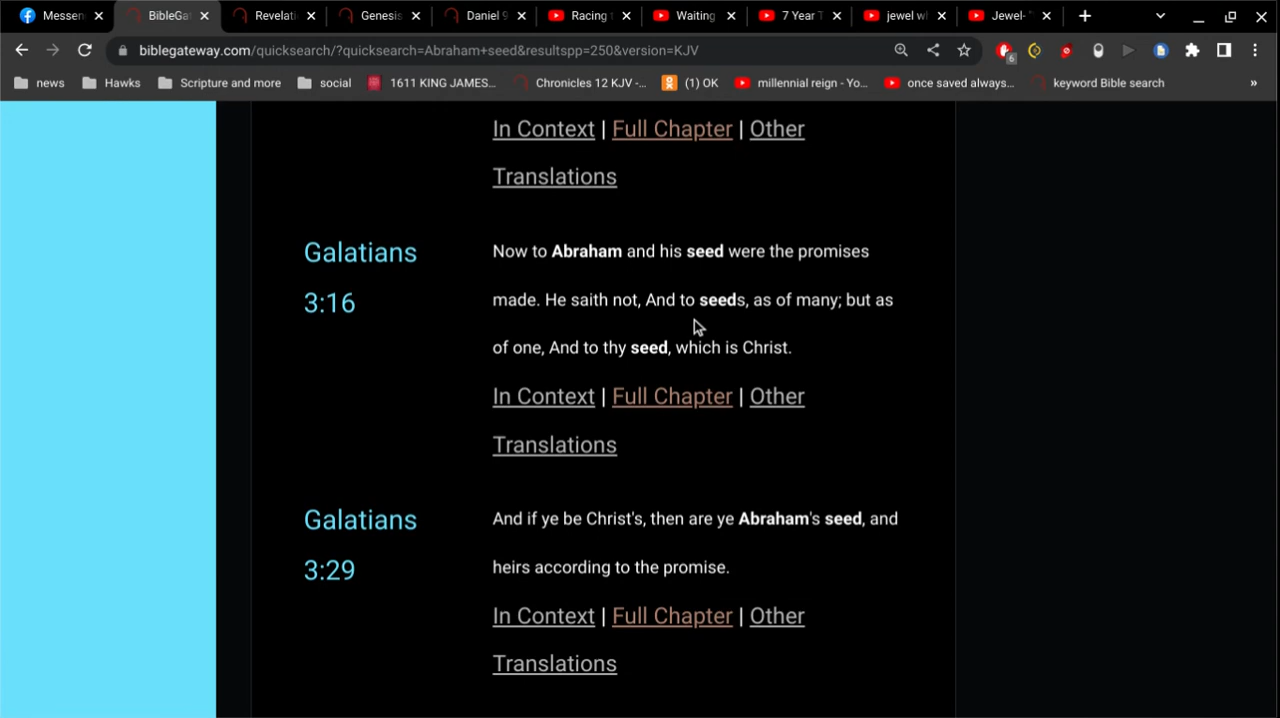 Messen
BibleGa
Revelati
Genesis
Daniel 9
Racing t
Waiting
7 Year T
jewel w
Jewel-
biblegateway.com/quicksearch/?quicksearch=Abraham+seed&resultspp=250&version=KJV
6
news
Hawks
Scripture and more
social
1611 KING JAMES...
Chronicles 12 KJV -...
(1) OK
millennial reign - Yo...
once saved always...
keyword Bible search
»
In Context | Full Chapter | Other
Translations
Galatians
3:16
Now to Abraham and his seed were the promises
made. He saith not, And to seeds, as of many; but as
of one, And to thy seed, which is Christ.
In Context | Full Chapter | Other
Translations
Galatians
3:29
And if ye be Christ's, then are ye Abraham's seed, and
heirs according to the promise.
In Context | Full Chapter | Other
Translations